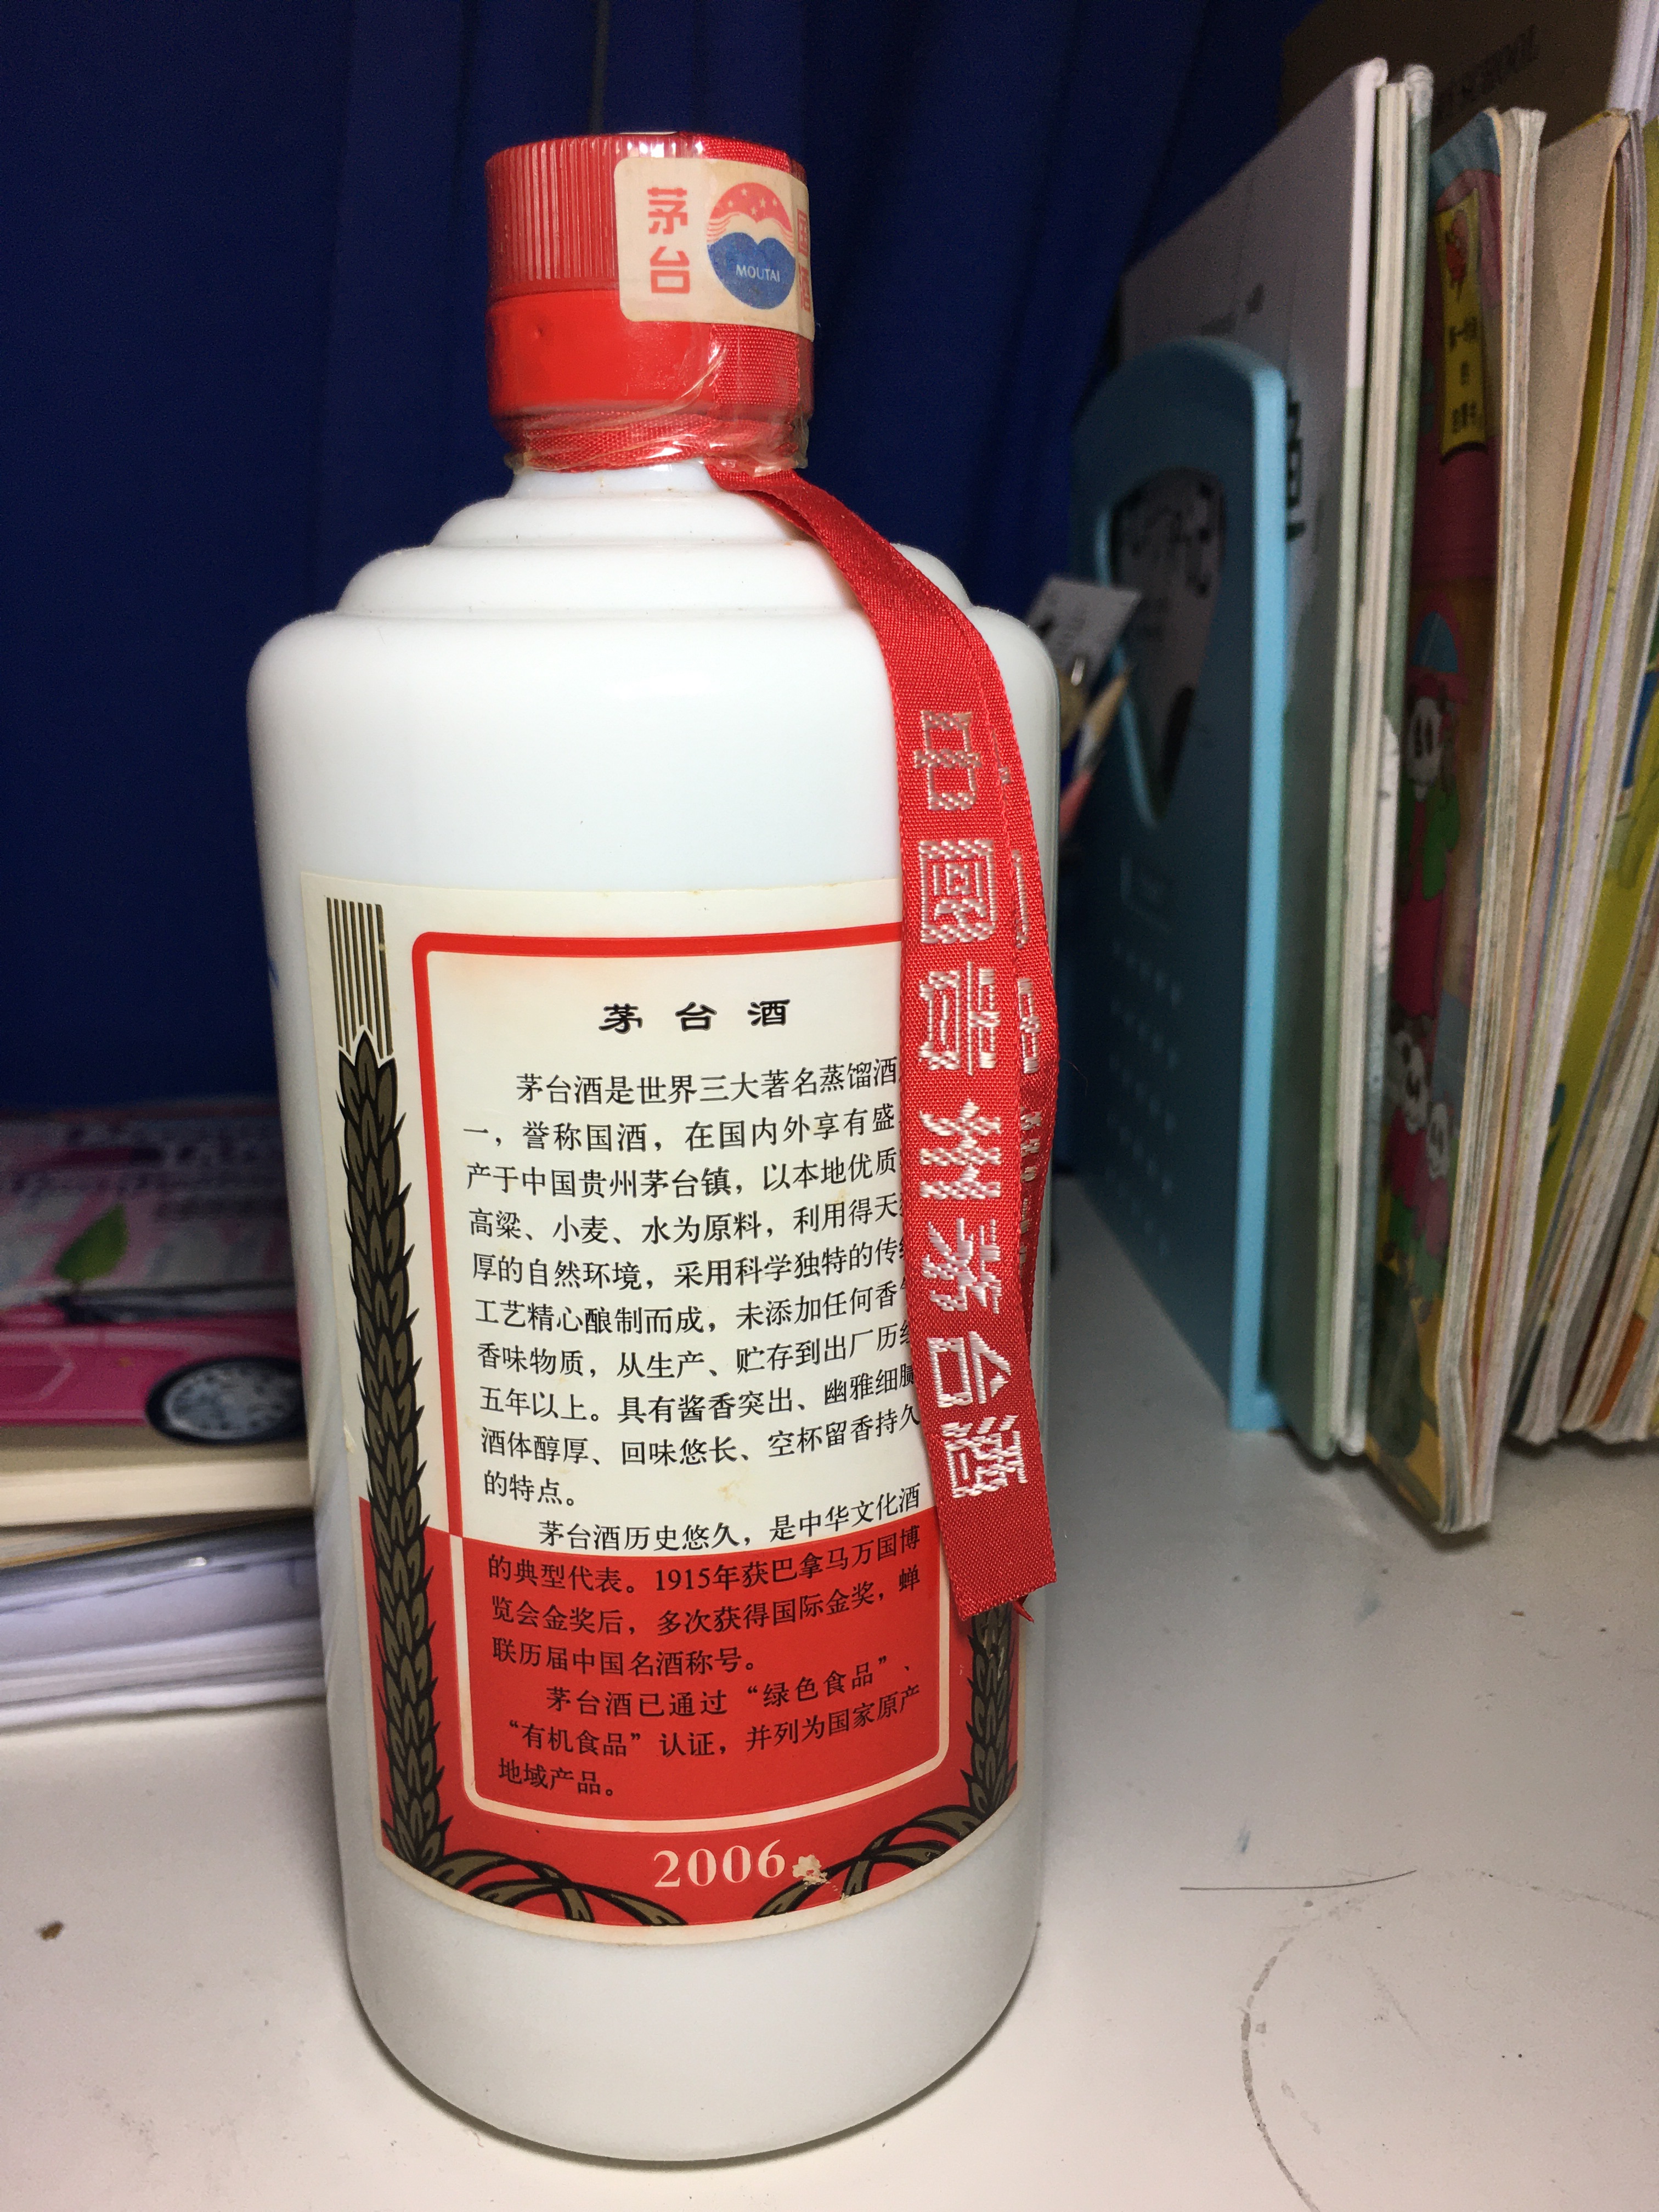 茅台
MOUTAI
国酒
中国贵州茅台酒
茅台酒
茅台酒是世界三大著名蒸馏酒
一，誉称国酒，在国内外享有盛
产于中国贵州茅台镇，以本地优质
高粱、小麦、水为原料，利用得天
厚的自然环境，采用科学独特的传
工艺精心酿制而成，未添加任何香
香味物质，从生产、贮存到出厂历
五年以上。具有酱香突出、幽雅细腻
酒体醇厚、回味悠长、空杯留香持久
的特点。
茅台酒历史悠久，是中华文化酒
的典型代表。1915年获巴拿马万国博
览会金奖后，多次获得国际金奖，蝉
联历届中国名酒称号。
茅台酒已通过“绿色食品”、
“有机食品”认证，并列为国家原产
地域产品。
2006